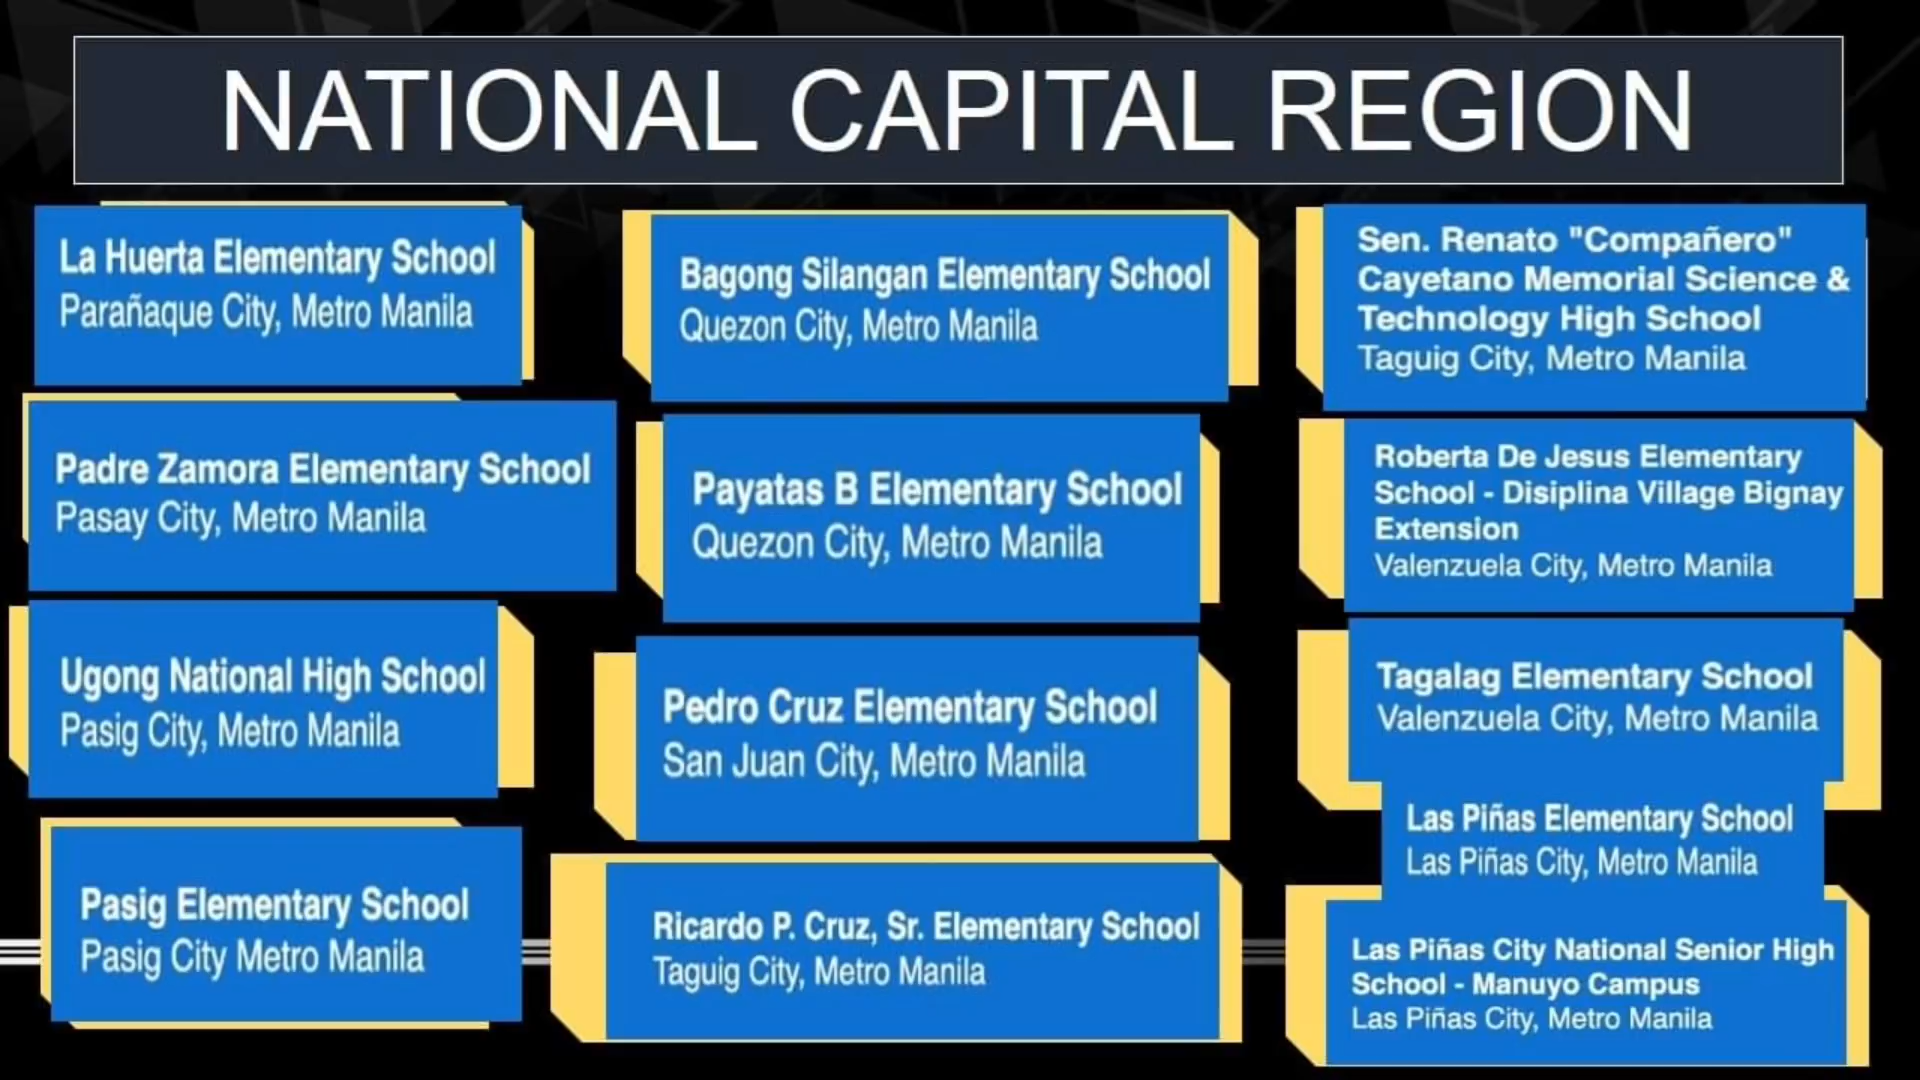 NATIONAL CAPITAL REGION
La Huerta Elementary School
Parañaque City, Metro Manila
Padre Zamora Elementary School
Pasay City, Metro Manila
Ugong National High School
Pasig City, Metro Manila
Pasig Elementary School
Pasig City Metro Manila
Bagong Silangan Elementary School
Quezon City, Metro Manila
Payatas B Elementary School
Quezon City, Metro Manila
Pedro Cruz Elementary School
San Juan City, Metro Manila
Ricardo P. Cruz, Sr. Elementary School
Taguig City, Metro Manila
Sen. Renato "Compañero"
Cayetano Memorial Science &
Technology High School
Taguig City, Metro Manila
Roberta De Jesus Elementary
School - Disiplina Village Bignay
Extension
Valenzuela City, Metro Manila
Tagalag Elementary School
Valenzuela City, Metro Manila
Las Piñas Elementary School
Las Piñas City, Metro Manila
Las Piñas City National Senior High
School - Manuyo Campus
Las Piñas City, Metro Manila